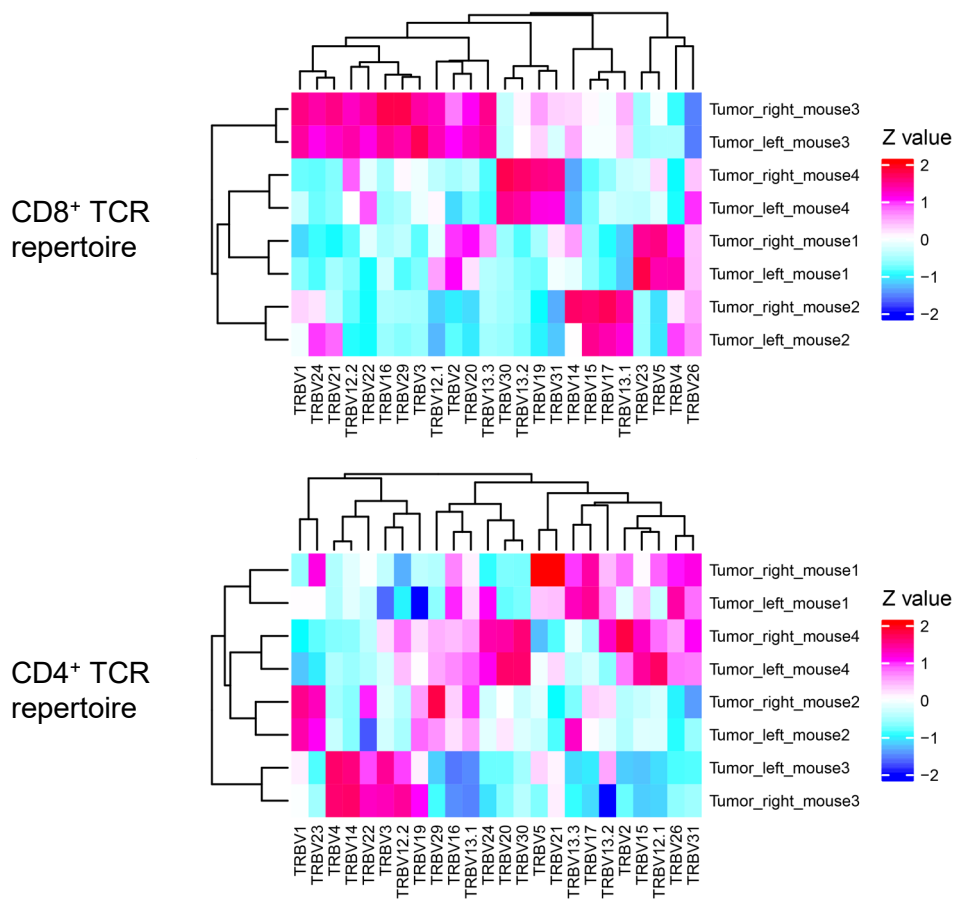 CD8⁺ TCR
repertoire
Tumor_right_mouse3
Tumor_left_mouse3
Tumor_right_mouse4
Tumor_left_mouse4
Tumor_right_mouse1
Tumor_left_mouse1
Tumor_right_mouse2
Tumor_left_mouse2
Z value
2
1
0
−1
−2
TRBV1
TRBV24
TRBV21
TRBV12.2
TRBV22
TRBV16
TRBV29
TRBV3
TRBV12.1
TRBV2
TRBV20
TRBV13.3
TRBV30
TRBV13.2
TRBV19
TRBV31
TRBV14
TRBV15
TRBV17
TRBV13.1
TRBV23
TRBV5
TRBV4
TRBV26
CD4⁺ TCR
repertoire
Tumor_right_mouse1
Tumor_left_mouse1
Tumor_right_mouse4
Tumor_left_mouse4
Tumor_right_mouse2
Tumor_left_mouse2
Tumor_left_mouse3
Tumor_right_mouse3
Z value
2
1
0
−1
−2
TRBV1
TRBV23
TRBV4
TRBV14
TRBV22
TRBV3
TRBV12.2
TRBV19
TRBV29
TRBV16
TRBV13.1
TRBV24
TRBV20
TRBV30
TRBV5
TRBV21
TRBV13.3
TRBV17
TRBV13.2
TRBV2
TRBV15
TRBV12.1
TRBV26
TRBV31